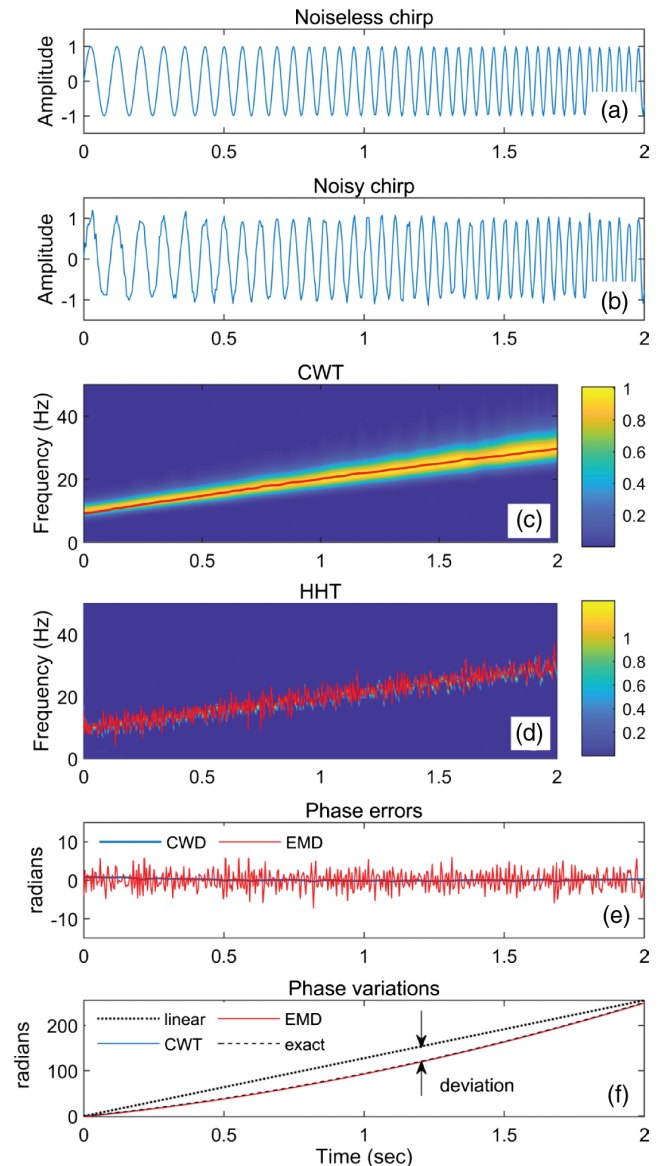 Noiseless chirp
Amplitude
1
0
-1
(a)
0 0.5 1 1.5 2
Noisy chirp
Amplitude
1
0
-1
(b)
0 0.5 1 1.5 2
CWT
Frequency (Hz)
40
20
0
(c)
0 0.5 1 1.5 2
1
0.8
0.6
0.4
0.2
HHT
Frequency (Hz)
40
20
0
(d)
0 0.5 1 1.5 2
1
0.8
0.6
0.4
0.2
Phase errors
radians
10
0
-10
CWD EMD
(e)
0 0.5 1 1.5 2
Phase variations
radians
200
100
0
linear EMD
CWT exact
deviation
(f)
0 0.5 1 1.5 2
Time (sec)